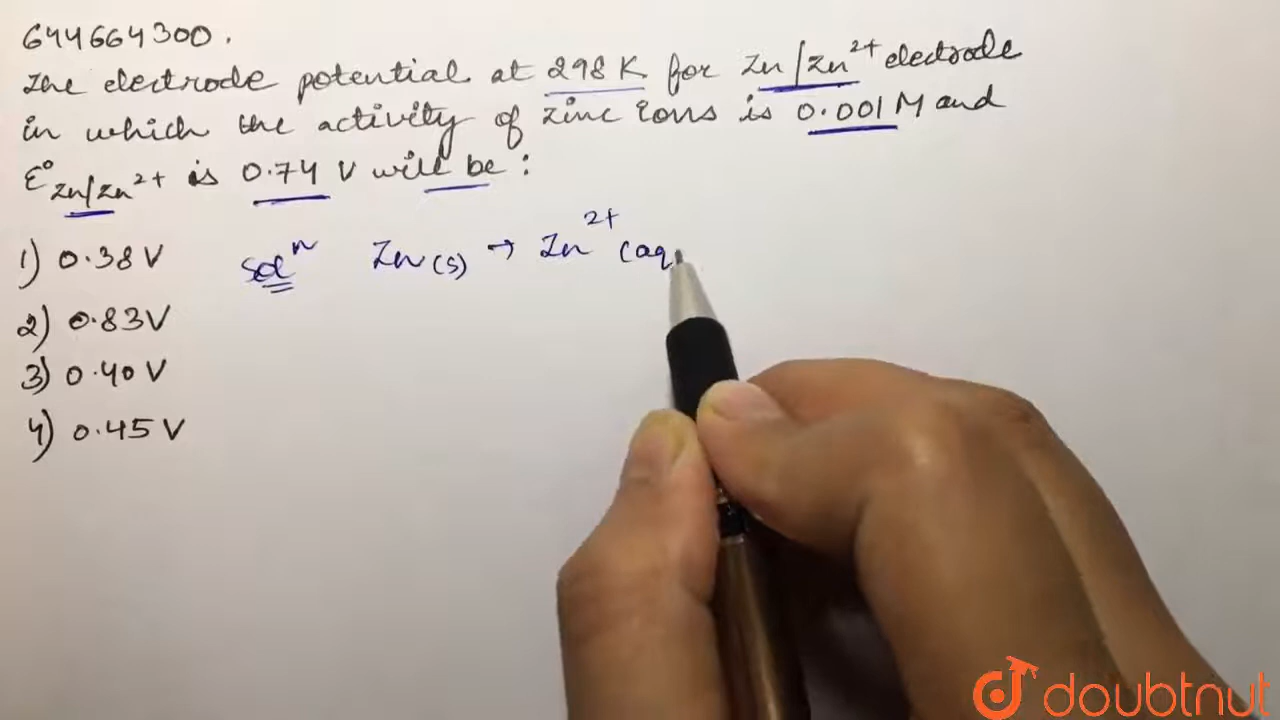 644664300.
The electrode potential at 298 K for Zn/Zn²⁺ electrode
in which the activity of zinc ions is 0.001 M and
E⁰Zn/Zn²⁺ is 0.74 V will be :
1) 0.38 V
2) 0.83 V
3) 0.40 V
4) 0.45 V
Solⁿ Zn(s) → Zn²⁺ (aq
doubtnut